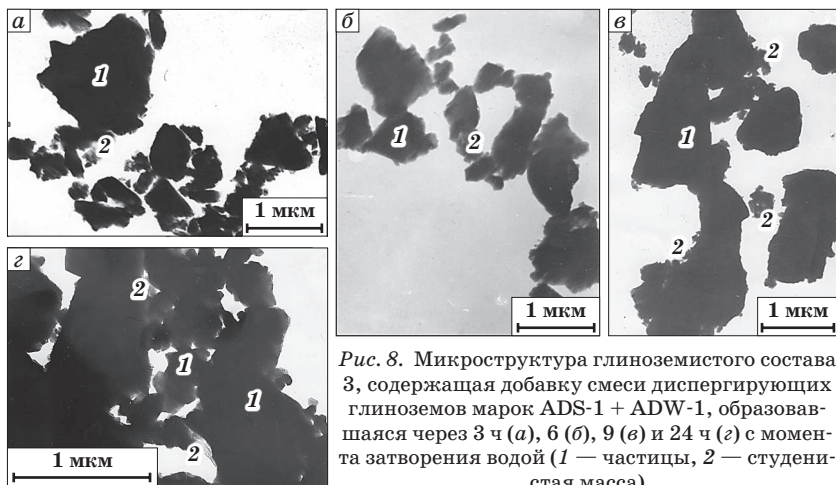 а
1
2
1 мкм
б
1
2
1 мкм
в
2
1
2
2
1 мкм
г
2
1
1
2
1 мкм
Рис. 8. Микроструктура глиноземистого состава
3, содержащая добавку смеси диспергирующих
глиноземов марок ADS-1 + ADW-1, образовав-
шаяся через 3 ч (а), 6 (б), 9 (в) и 24 ч (г) с момен-
та затворения водой (1 — частицы, 2 — студени-
стая масса)